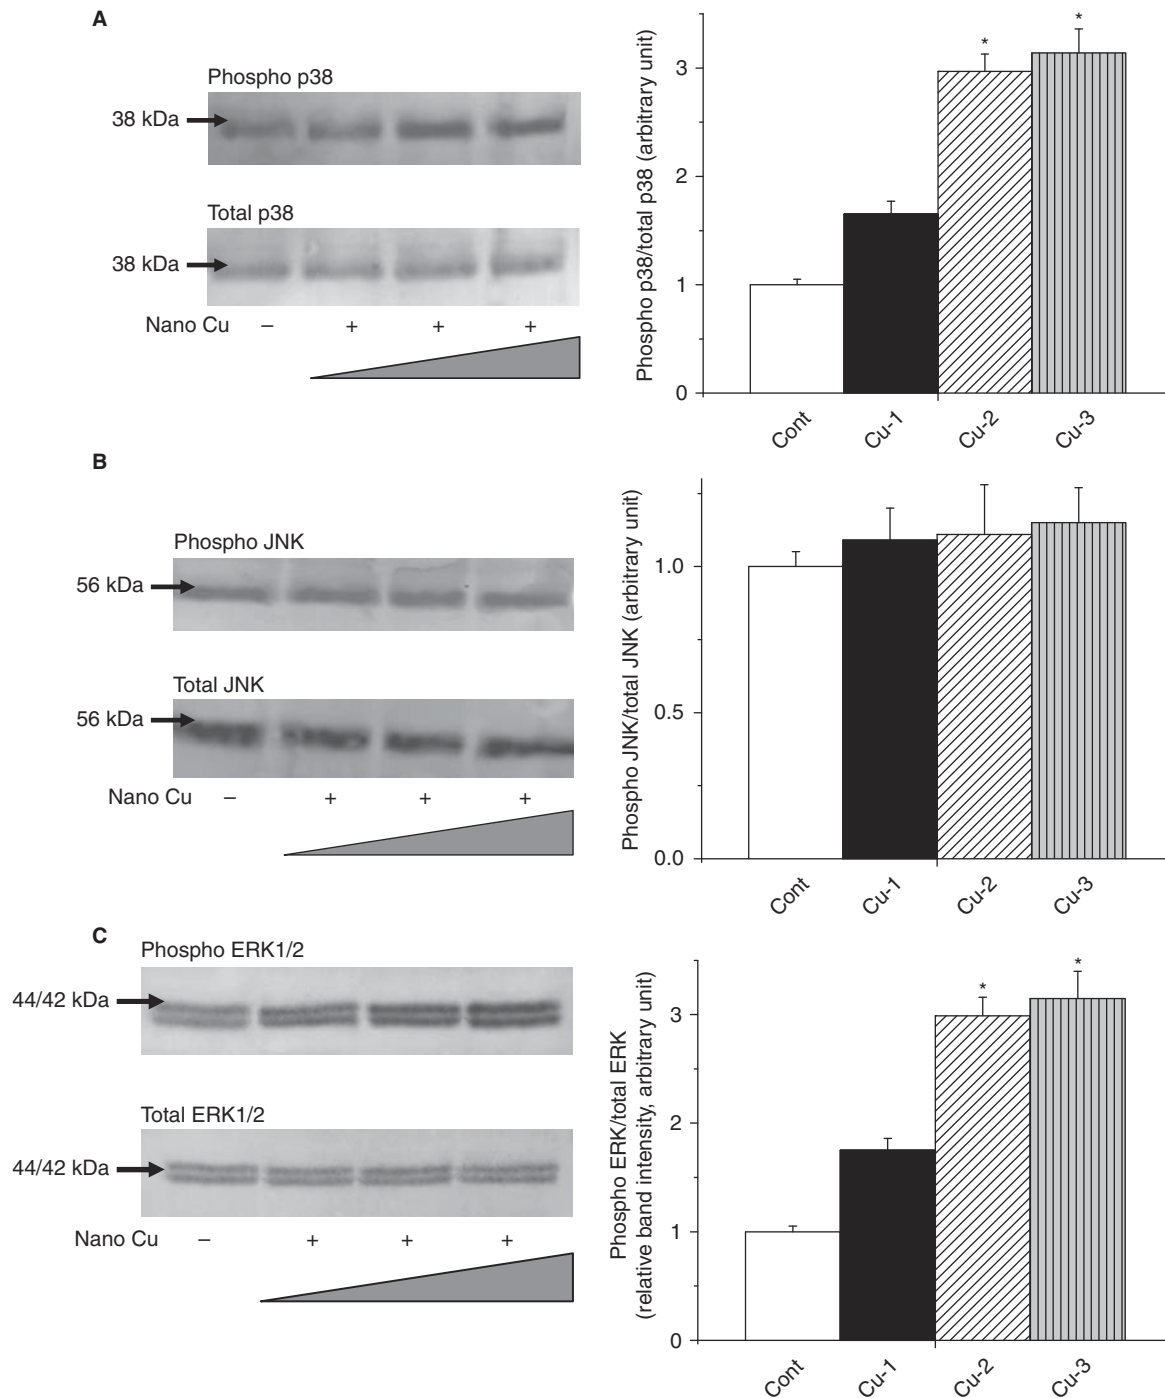 A
Phospho p38
38 kDa
Total p38
38 kDa
Nano Cu – + + +
Phospho p38/total p38 (arbitrary unit)
3
2
1
0
*
*
Cont
Cu-1
Cu-2
Cu-3
B
Phospho JNK
56 kDa
Total JNK
56 kDa
Nano Cu – + + +
Phospho JNK/total JNK (arbitrary unit)
1.0
0.5
0.0
Cont
Cu-1
Cu-2
Cu-3
C
Phospho ERK1/2
44/42 kDa
Total ERK1/2
44/42 kDa
Nano Cu – + + +
Phospho ERK/total ERK
(relative band intensity, arbitrary unit)
3
2
1
0
*
*
Cont
Cu-1
Cu-2
Cu-3